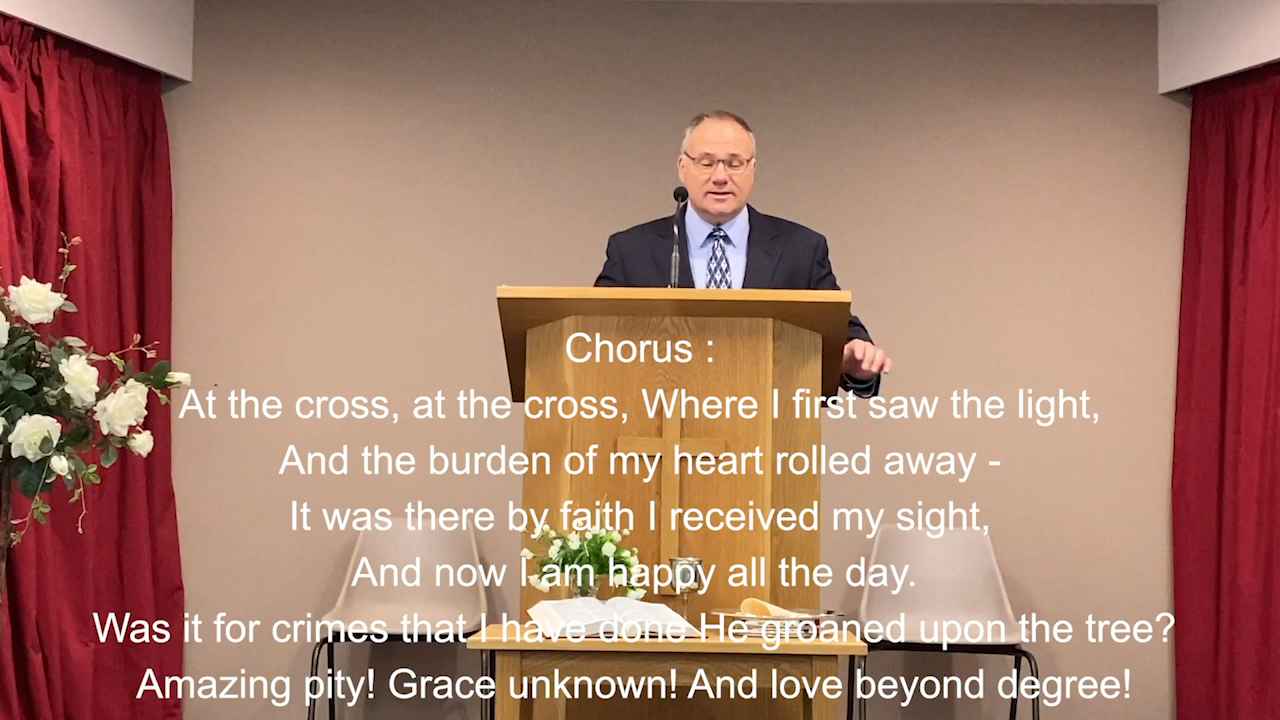 Chorus :
At the cross, at the cross, Where I first saw the light,
And the burden of my heart rolled away -
It was there by faith I received my sight,
And now I am happy all the day.
Was it for crimes that I have done He groaned upon the tree?
Amazing pity! Grace unknown! And love beyond degree!